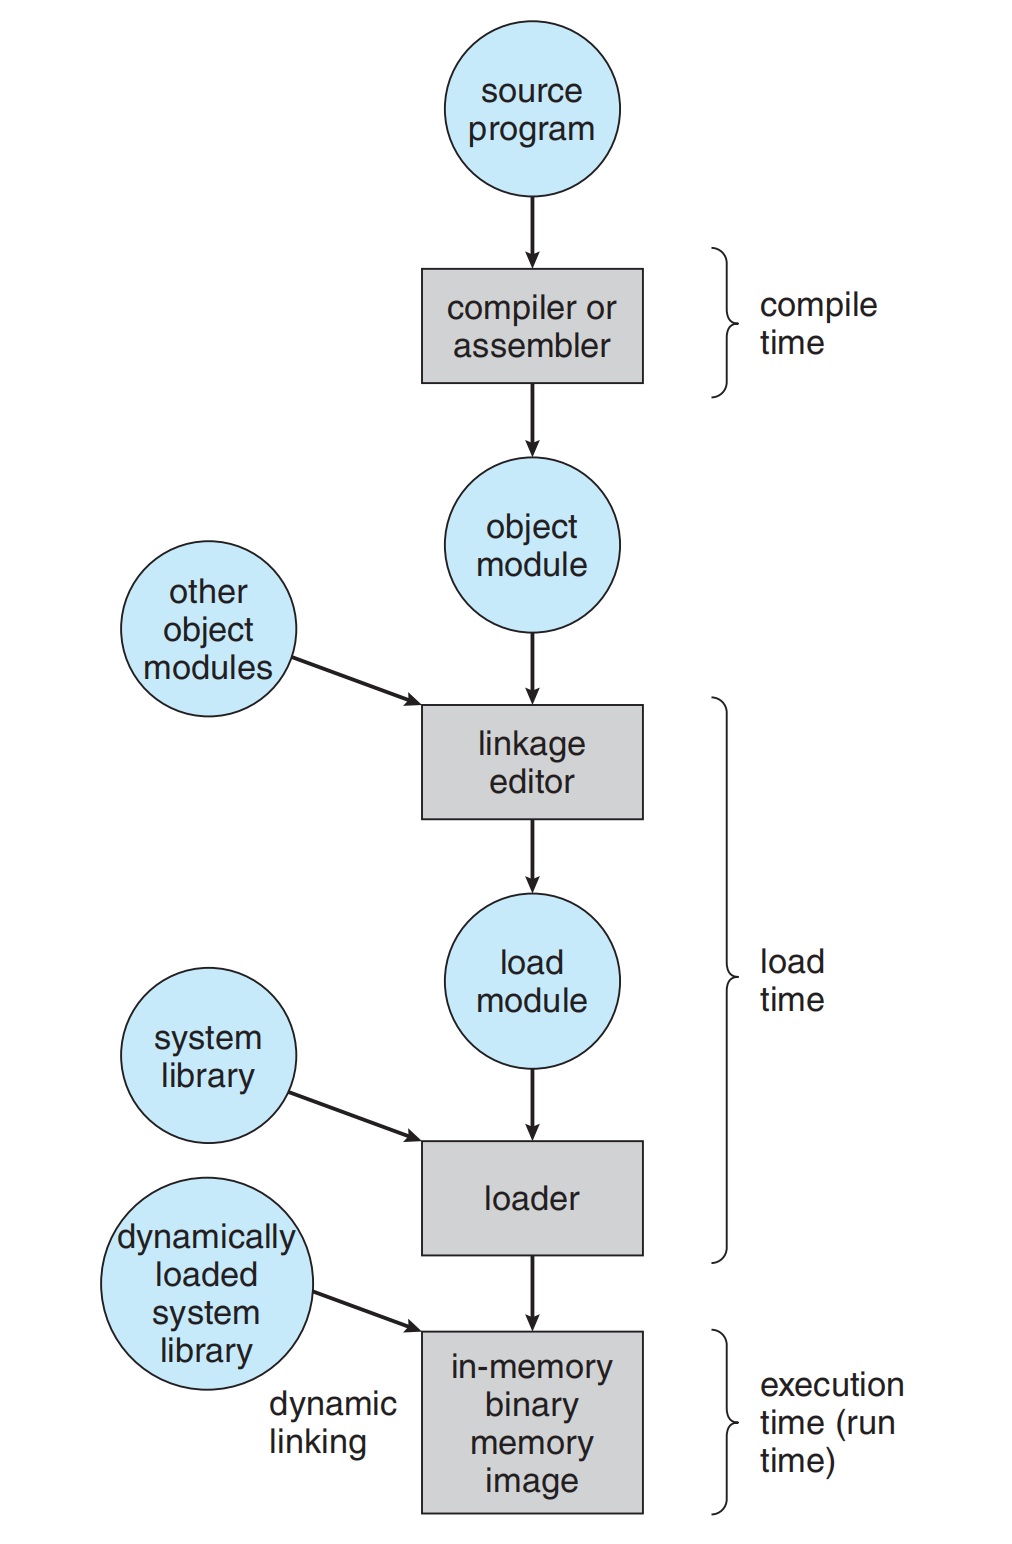 source
program
compiler or
assembler
compile
time
object
module
other
object
modules
linkage
editor
load
module
load
time
system
library
loader
dynamically
loaded
system
library
dynamic
linking
in-memory
binary
memory
image
execution
time (run
time)